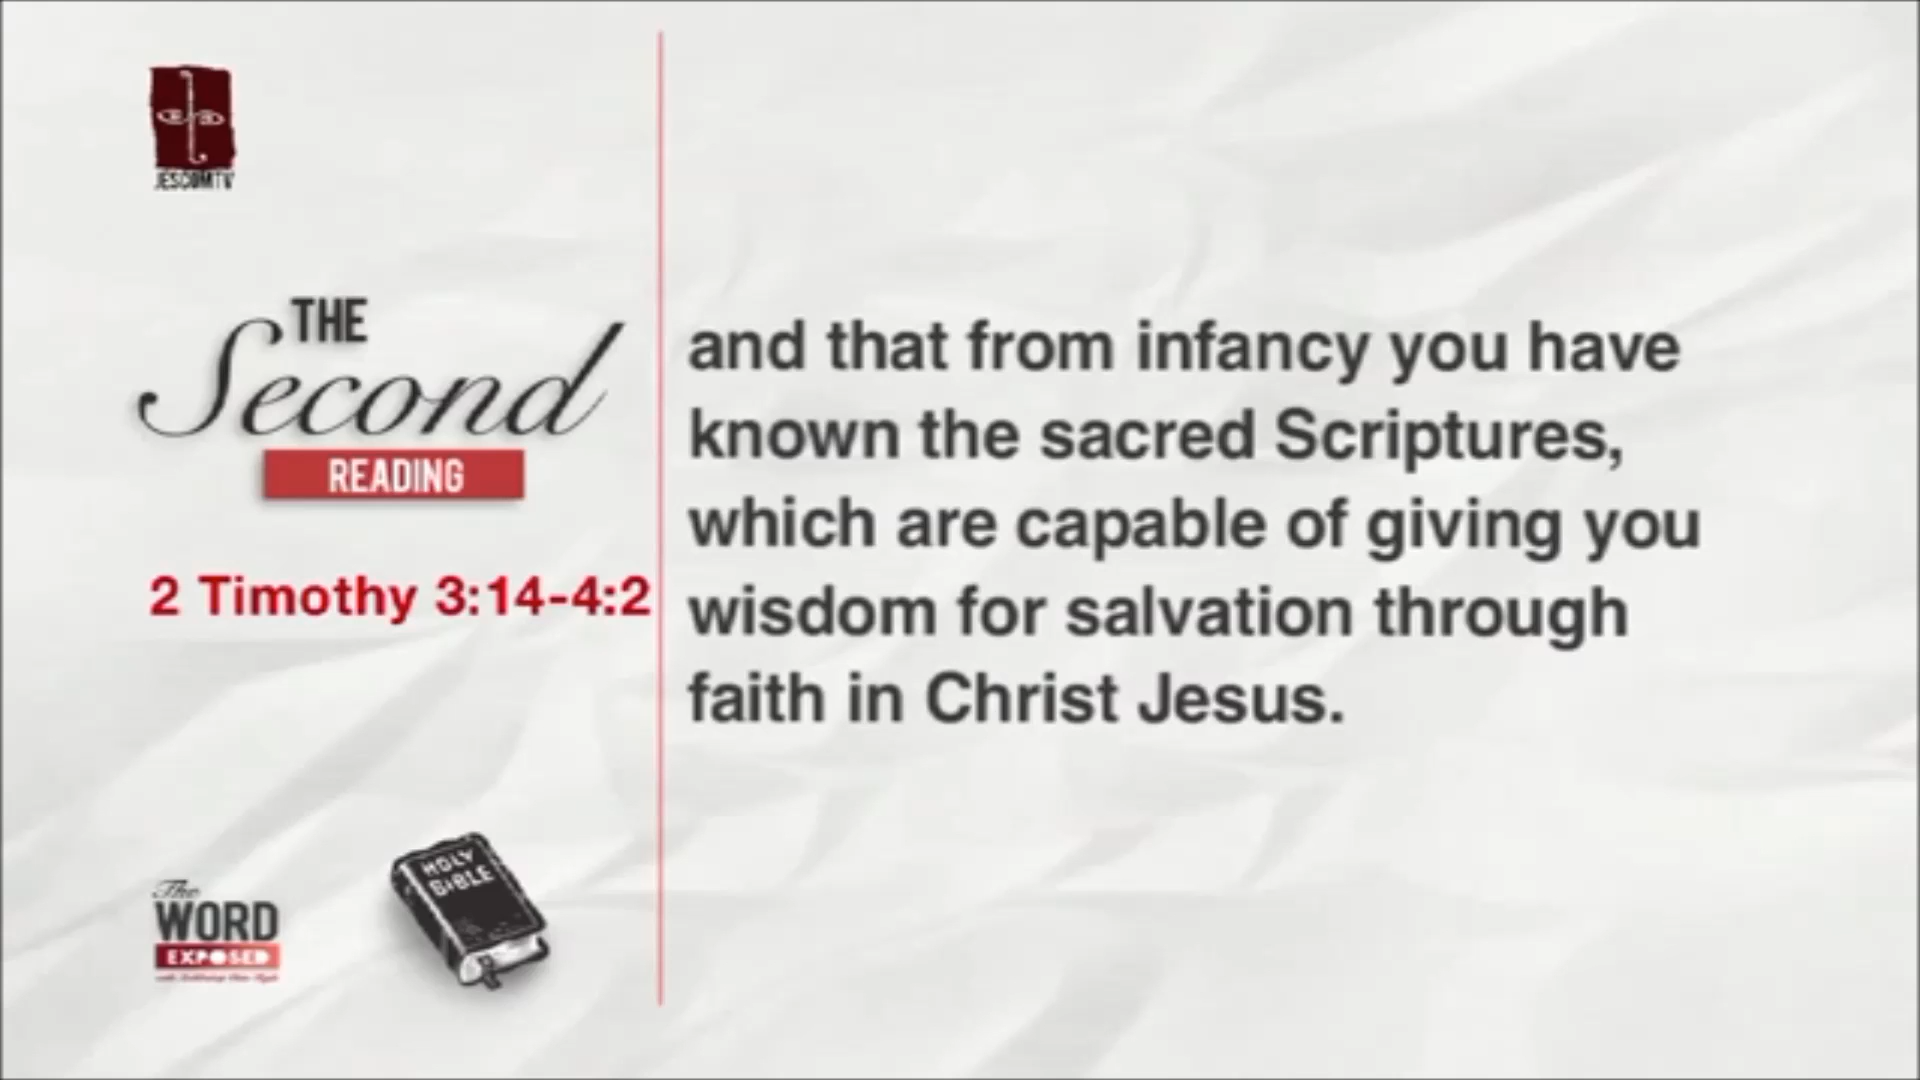 JESCOMTV
THE
Second
READING
2 Timothy 3:14-4:2
and that from infancy you have
known the sacred Scriptures,
which are capable of giving you
wisdom for salvation through
faith in Christ Jesus.
HOLY
BIBLE
The
WORD
EXPOSED